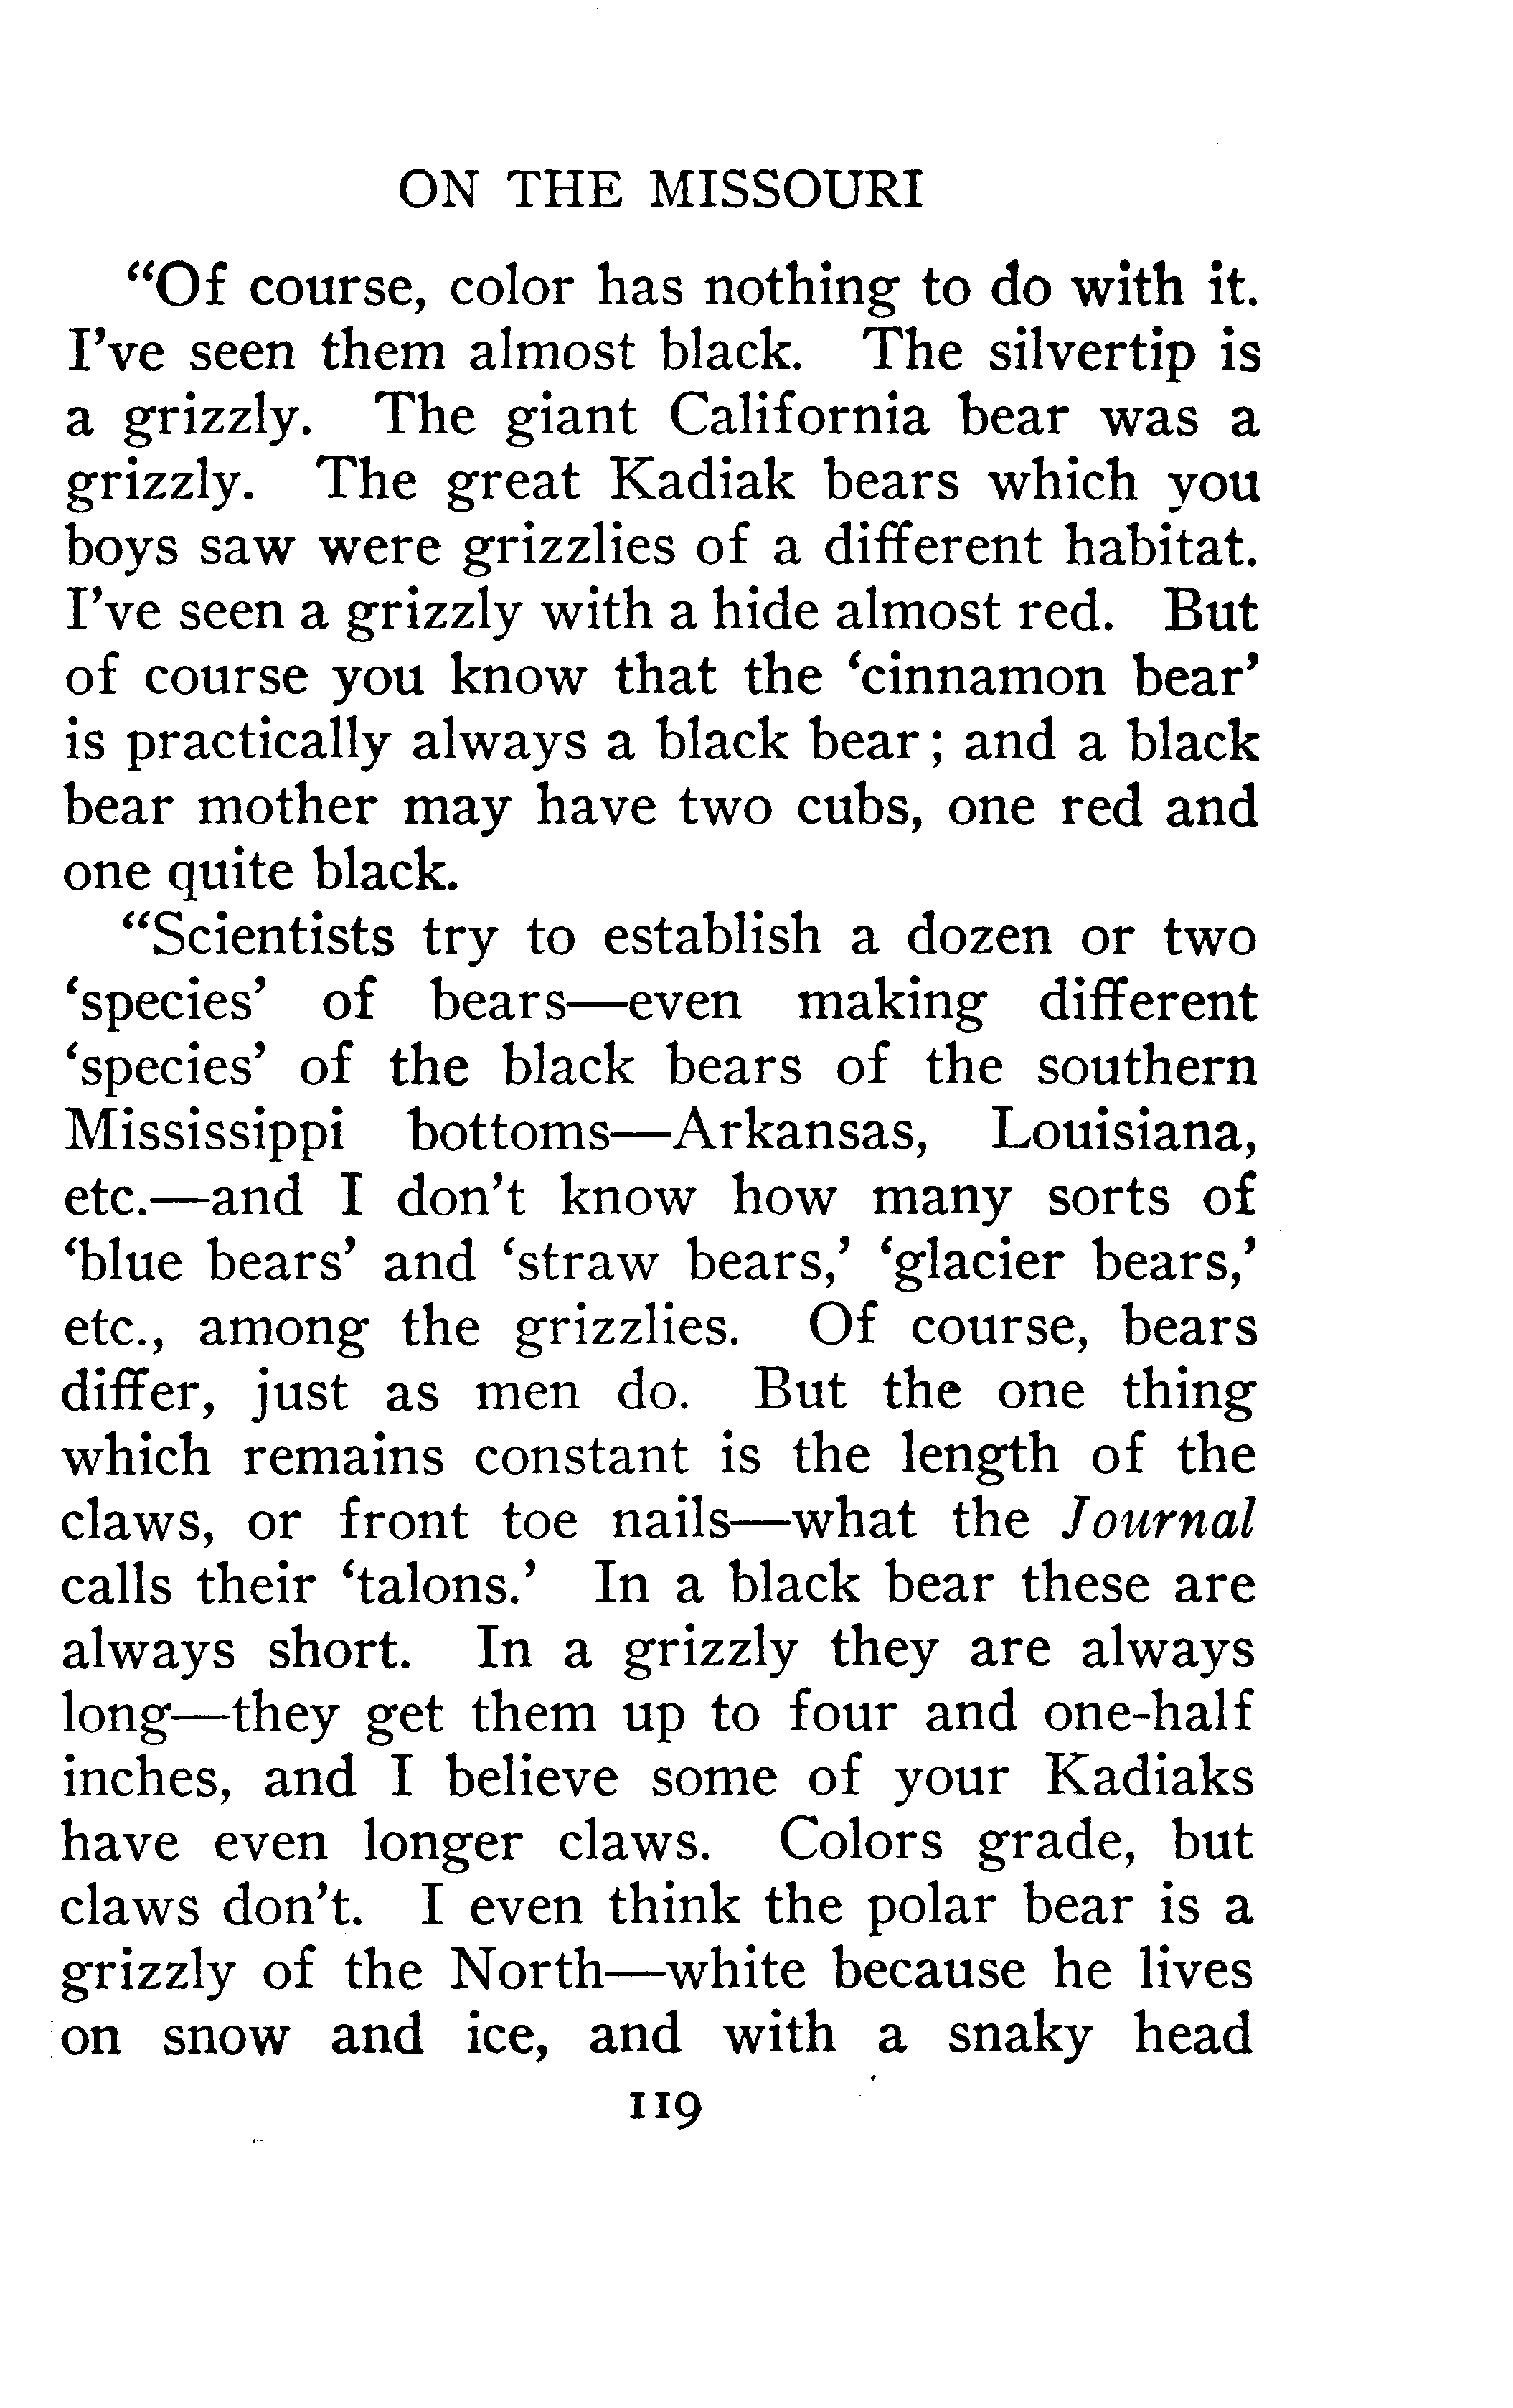 ON THE MISSOURI
“Of course, color has nothing to do with it.
I’ve seen them almost black. The silvertip is
a grizzly. The giant California bear was a
grizzly. The great Kadiak bears which you
boys saw were grizzlies of a different habitat.
I’ve seen a grizzly with a hide almost red. But
of course you know that the ‘cinnamon bear’
is practically always a black bear; and a black
bear mother may have two cubs, one red and
one quite black.
“Scientists try to establish a dozen or two
‘species’ of bears—even making different
‘species’ of the black bears of the southern
Mississippi bottoms—Arkansas, Louisiana,
etc.—and I don’t know how many sorts of
‘blue bears’ and ‘straw bears,’ ‘glacier bears,’
etc., among the grizzlies. Of course, bears
differ, just as men do. But the one thing
which remains constant is the length of the
claws, or front toe nails—what the Journal
calls their ‘talons.’ In a black bear these are
always short. In a grizzly they are always
long—they get them up to four and one-half
inches, and I believe some of your Kadiaks
have even longer claws. Colors grade, but
claws don’t. I even think the polar bear is a
grizzly of the North—white because he lives
on snow and ice, and with a snaky head
119